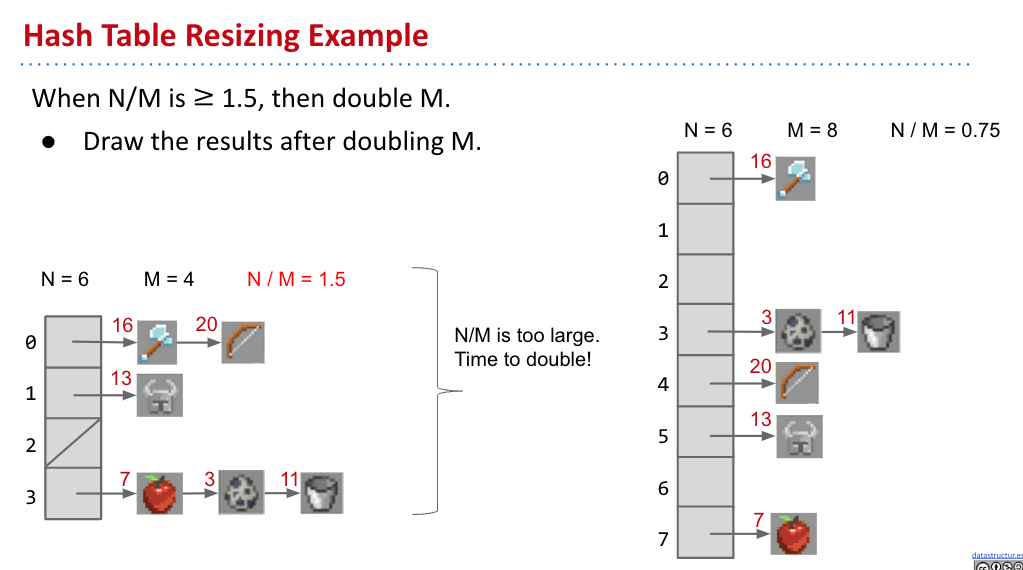 Hash Table Resizing Example
When N/M is ≥ 1.5, then double M.
● Draw the results after doubling M.
N = 6 M = 4 N / M = 1.5
0 16 20
1 13
2
3 7 3 11
N/M is too large.
Time to double!
N = 6 M = 8 N / M = 0.75
0 16
1
2
3 3 11
4 20
5 13
6
7 7
datastructur.es